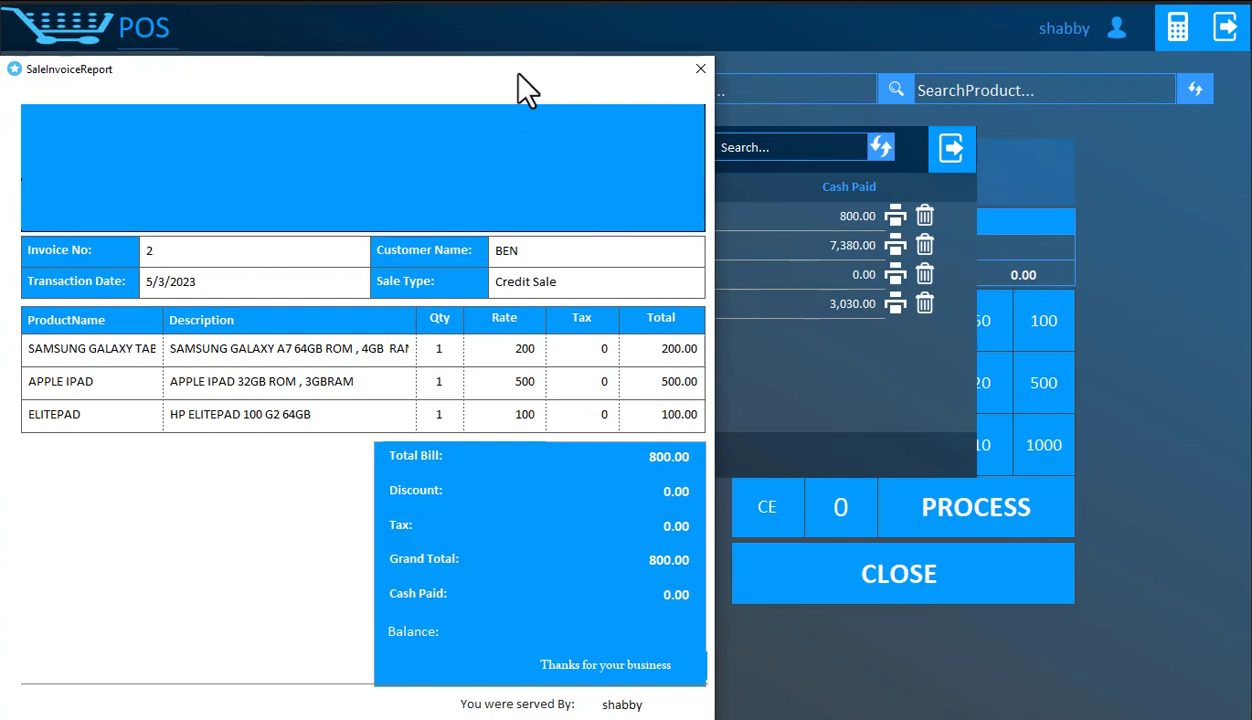 POS
shabby
SaleInvoiceReport
..
SearchProduct...
Search...
Cash Paid
800.00
7,380.00
0.00
3,030.00
0.00
Invoice No: 2 Customer Name: BEN
Transaction Date: 5/3/2023 Sale Type: Credit Sale
ProductName Description Qty Rate Tax Total
SAMSUNG GALAXY TAB SAMSUNG GALAXY A7 64GB ROM , 4GB RAM 1 200 0 200.00
APPLE IPAD APPLE IPAD 32GB ROM , 3GBRAM 1 500 0 500.00
ELITEPAD HP ELITEPAD 100 G2 64GB 1 100 0 100.00
Total Bill: 800.00
Discount: 0.00
Tax: 0.00
Grand Total: 800.00
Cash Paid: 0.00
Balance:
Thanks for your business
You were served By: shabby
50 100
20 500
10 1000
CE 0 PROCESS
CLOSE